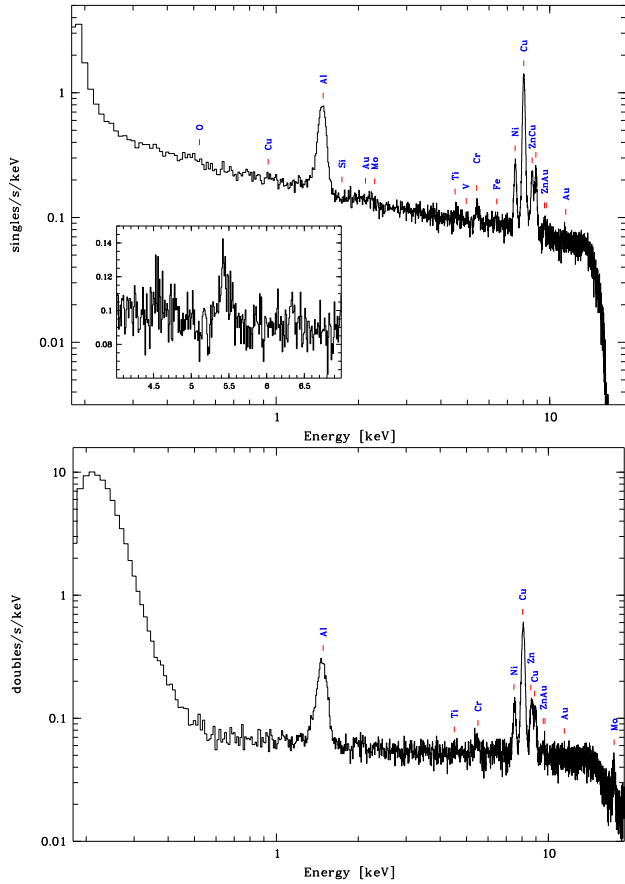 singles/s/keV
1
0.1
0.01
O
Cu
Al
Si
Au
Mo
Ti
V
Cr
Fe
Ni
Cu
ZnCu
ZnAu
Au
0.14
0.12
0.1
0.08
4.5 5 5.5 6 6.5
1 10
Energy [keV]
doubles/s/keV
10
1
0.1
0.01
Al
Ti
Cr
Ni
Cu
Zn
Cu
ZnAu
Au
Mo
1 10
Energy [keV]